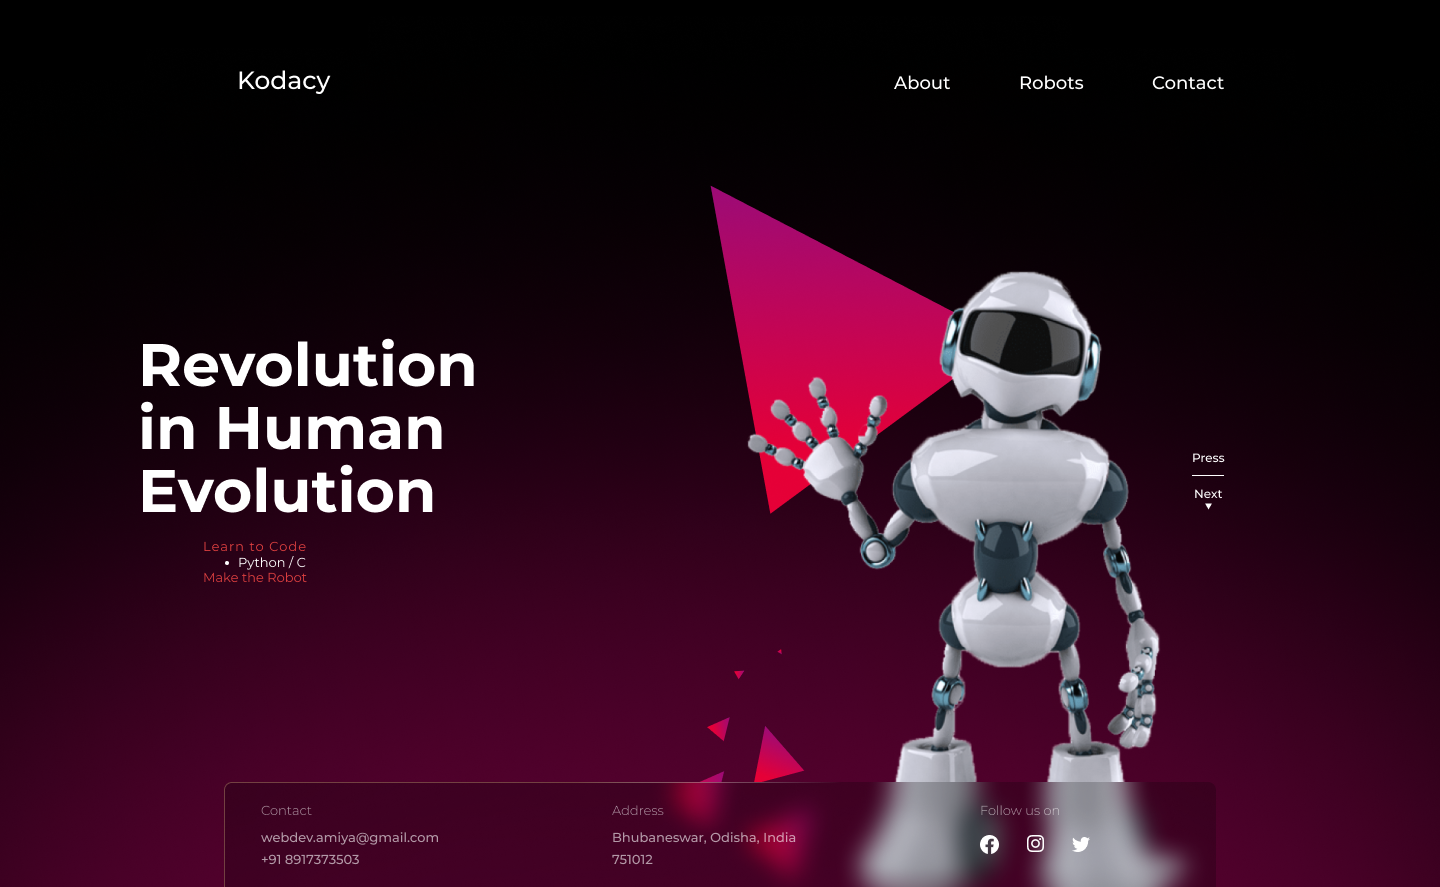 Kodacy
About
Robots
Contact
Revolution
in Human
Evolution
Learn to Code
• Python / C
Make the Robot
Press
Next
▼
Contact
webdev.amiya@gmail.com
+91 8917373503
Address
Bhubaneswar, Odisha, India
751012
Follow us on